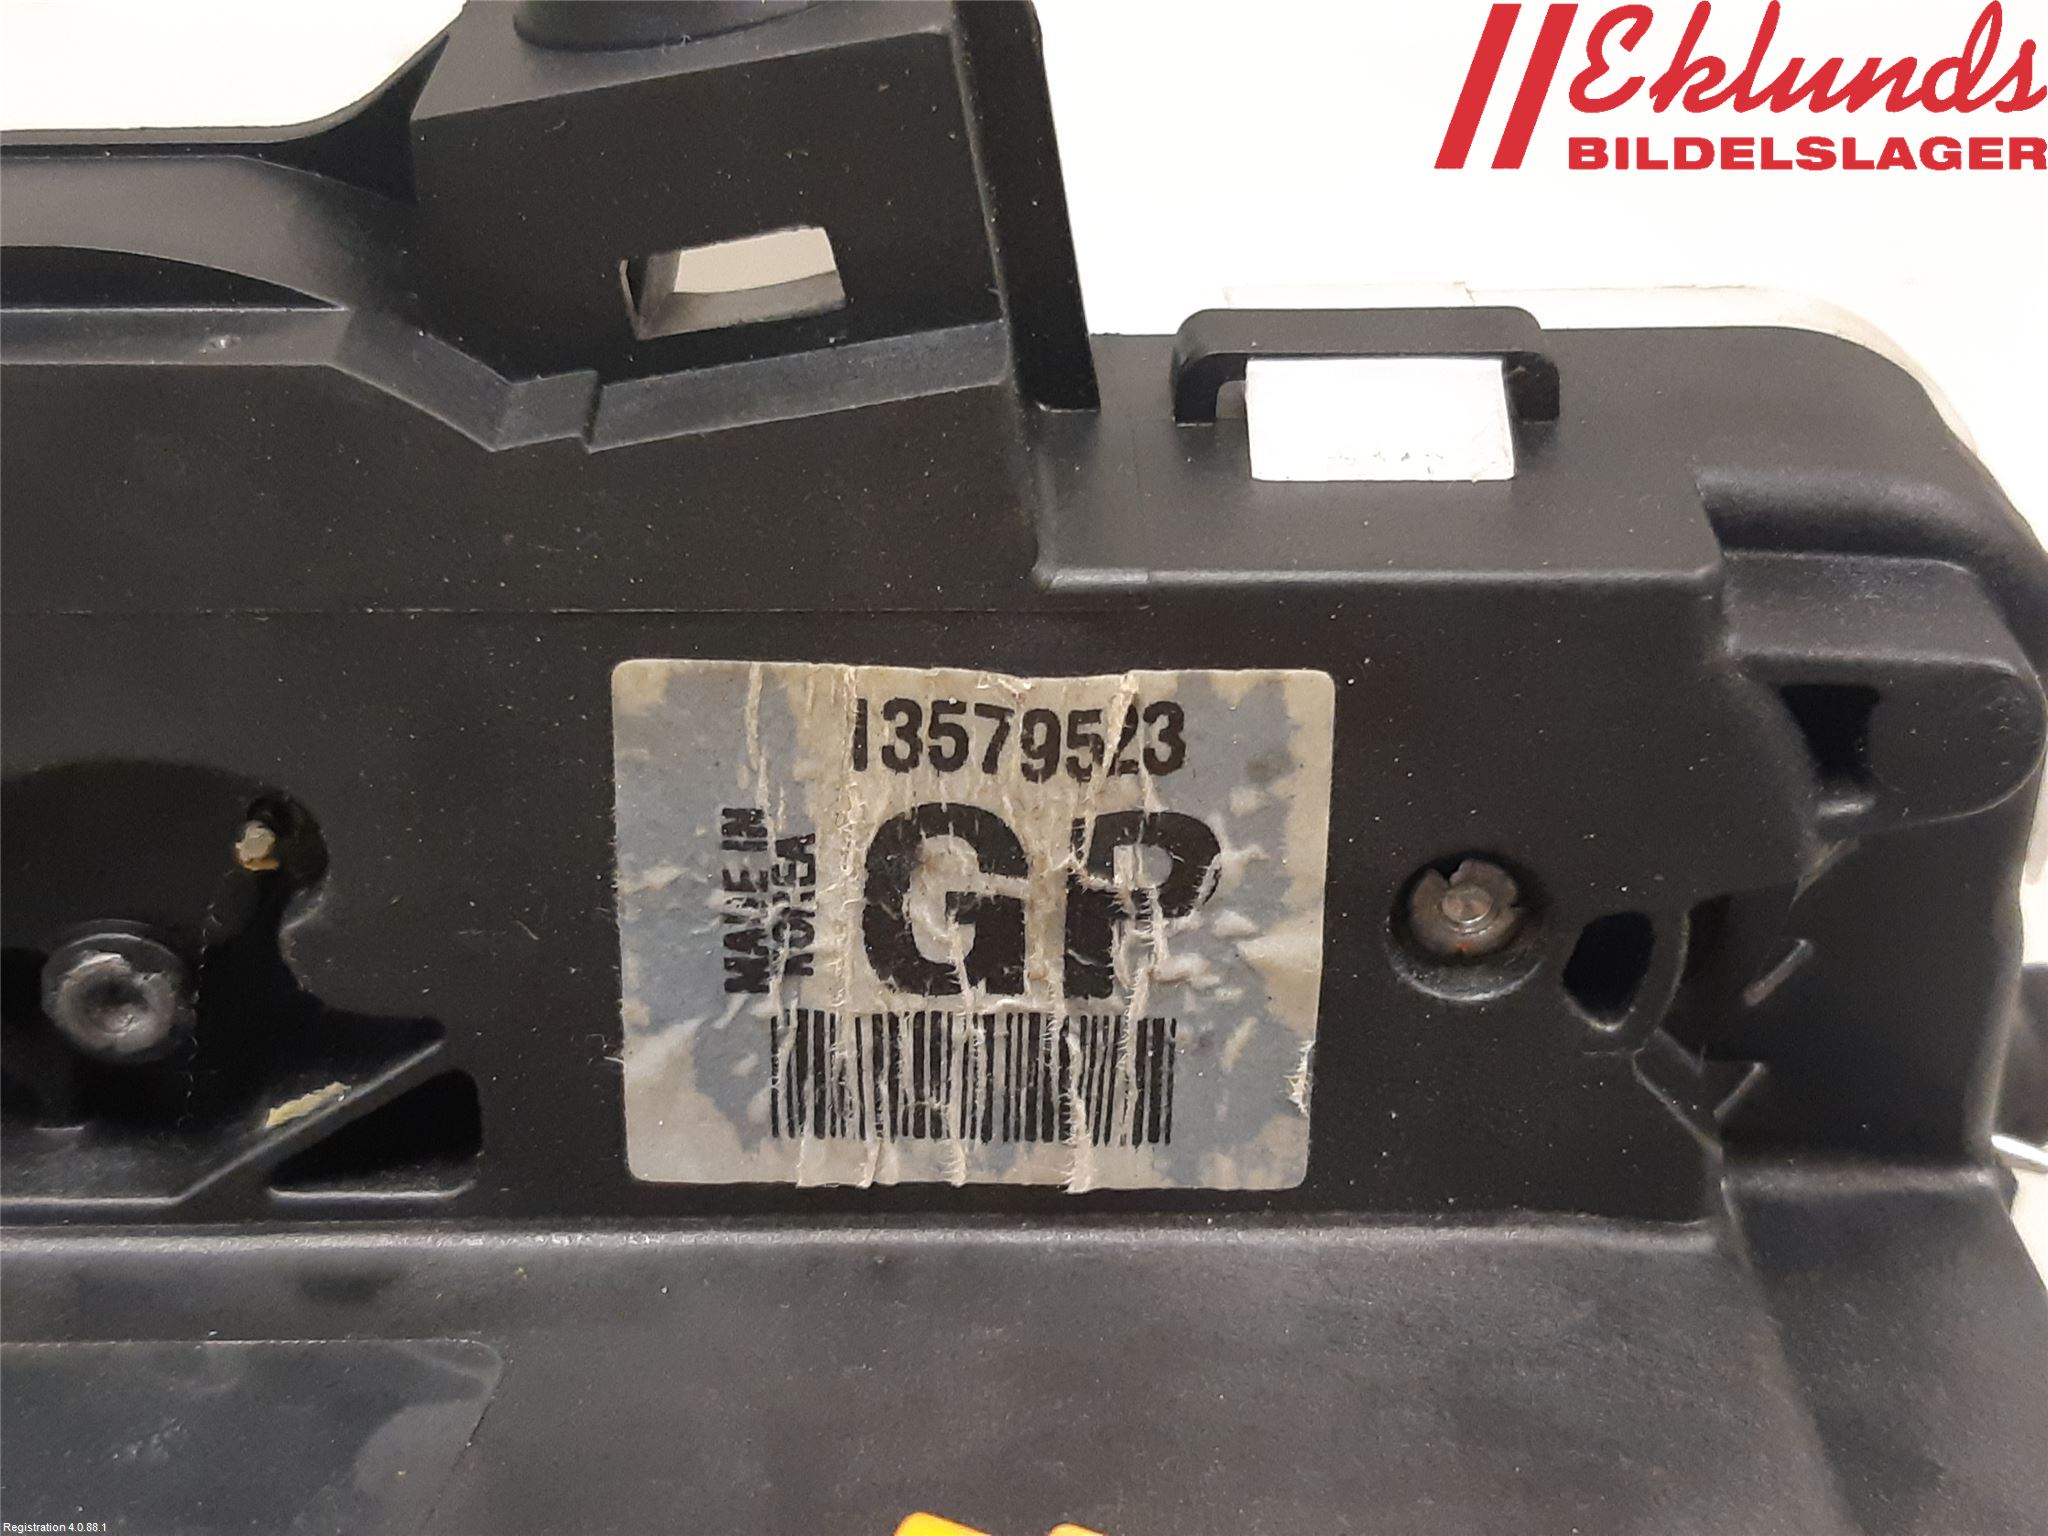 Eklunds
BILDELSLAGER
13579523
MADE IN
KOREA
GP
Registration 4.0.88.1